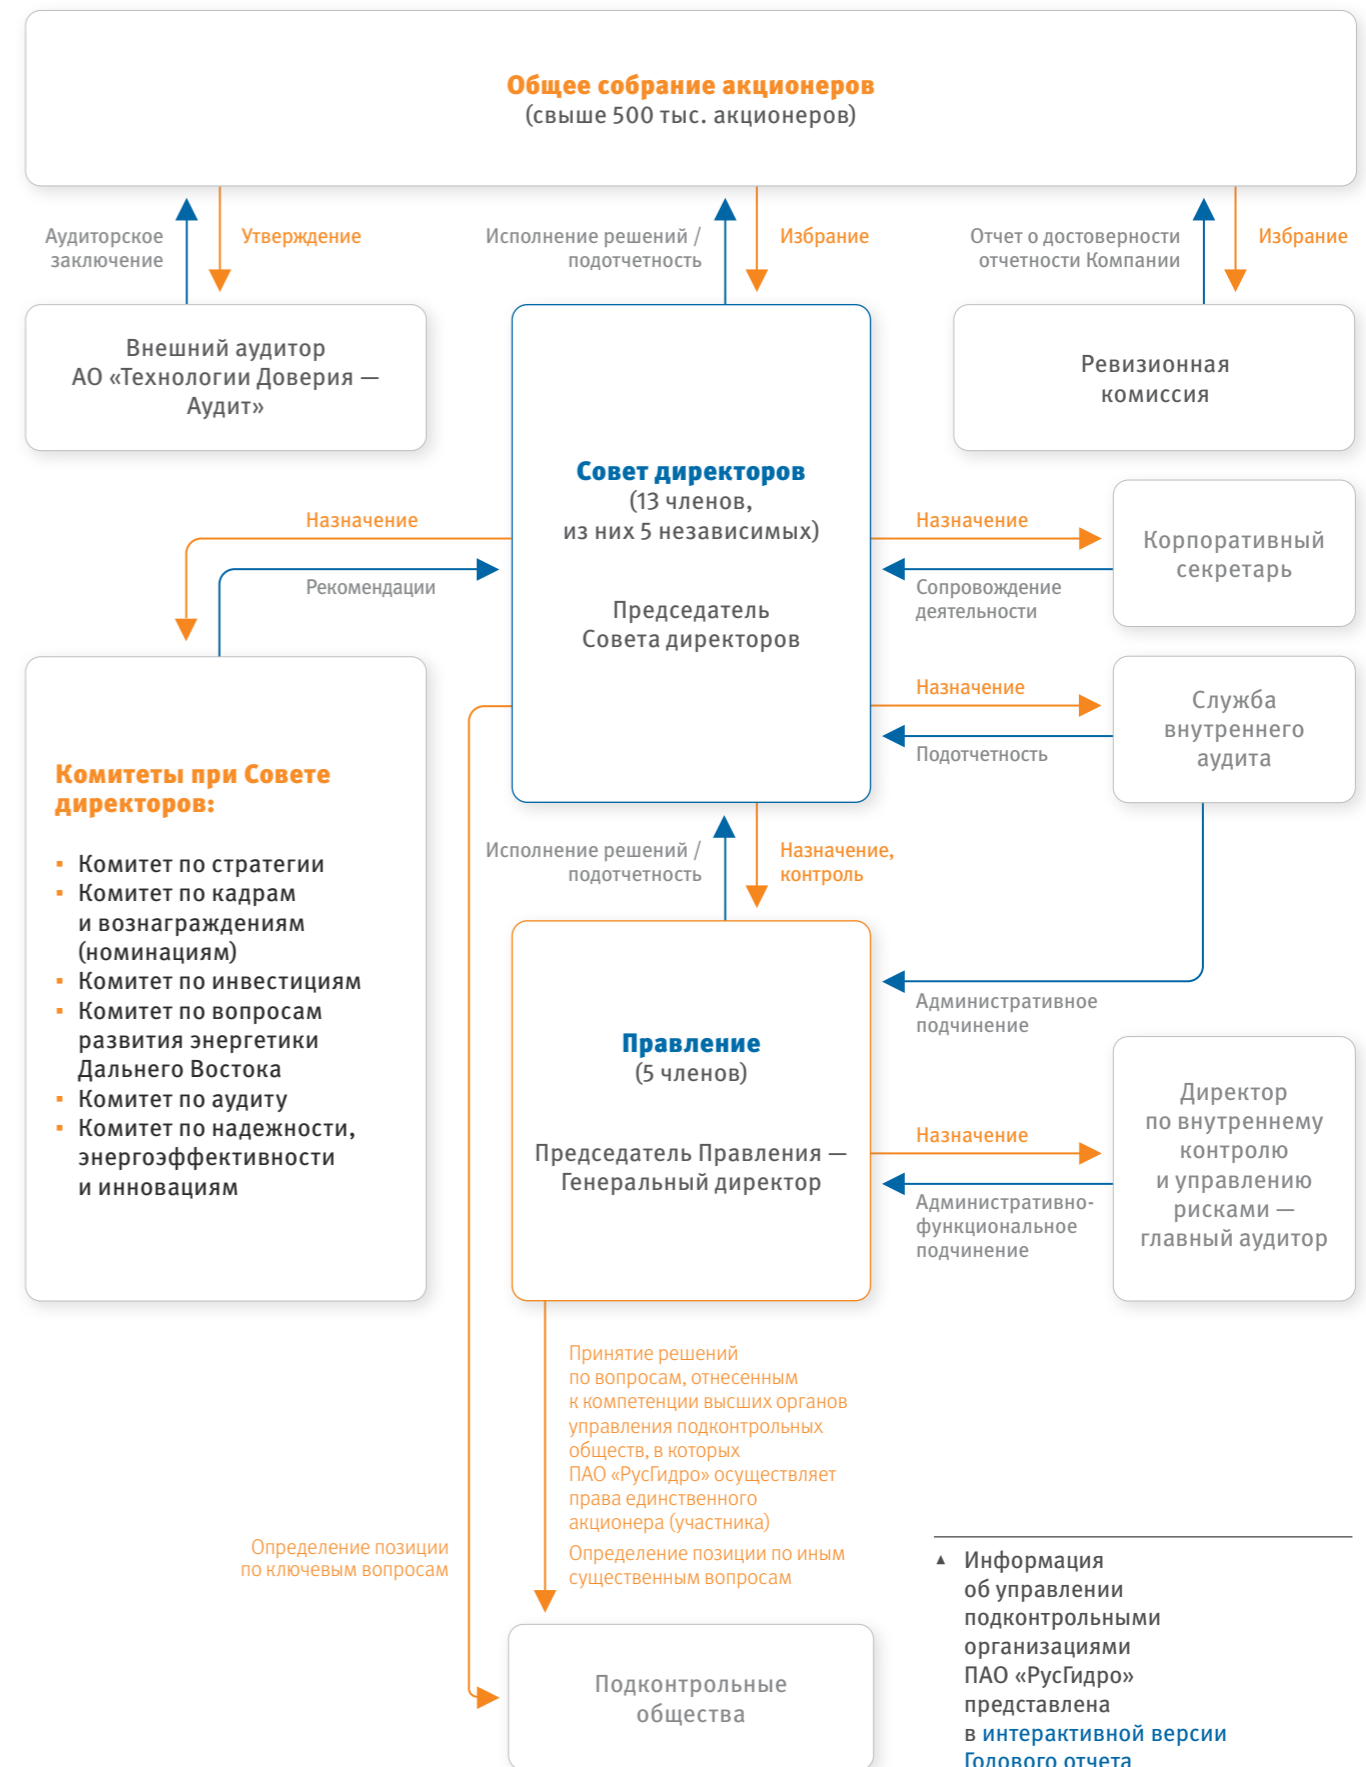 Общее собрание акционеров
(свыше 500 тыс. акционеров)
Аудиторское
заключение
Утверждение
Исполнение решений /
подотчетность
Избрание
Отчет о достоверности
отчетности Компании
Избрание
Внешний аудитор
АО «Технологии Доверия —
Аудит»
Совет директоров
(13 членов,
из них 5 независимых)
Председатель
Совета директоров
Ревизионная
комиссия
Назначение
Рекомендации
Назначение
Сопровождение
деятельности
Корпоративный
секретарь
Назначение
Подотчетность
Служба
внутреннего
аудита
Комитеты при Совете
директоров:
▪ Комитет по стратегии
▪ Комитет по кадрам
и вознаграждениям
(номинациям)
▪ Комитет по инвестициям
▪ Комитет по вопросам
развития энергетики
Дальнего Востока
▪ Комитет по аудиту
▪ Комитет по надежности,
энергоэффективности
и инновациям
Исполнение решений /
подотчетность
Назначение,
контроль
Правление
(5 членов)
Председатель Правления —
Генеральный директор
Административное
подчинение
Назначение
Административно-
функциональное
подчинение
Директор
по внутреннему
контролю
и управлению
рисками —
главный аудитор
Принятие решений
по вопросам, отнесенным
к компетенции высших органов
управления подконтрольных
обществ, в которых
ПАО «РусГидро» осуществляет
права единственного
акционера (участника)
Определение позиции по иным
существенным вопросам
Определение позиции
по ключевым вопросам
Подконтрольные
общества
▲ Информация
об управлении
подконтрольными
организациями
ПАО «РусГидро»
представлена
в интерактивной версии
Годового отчета